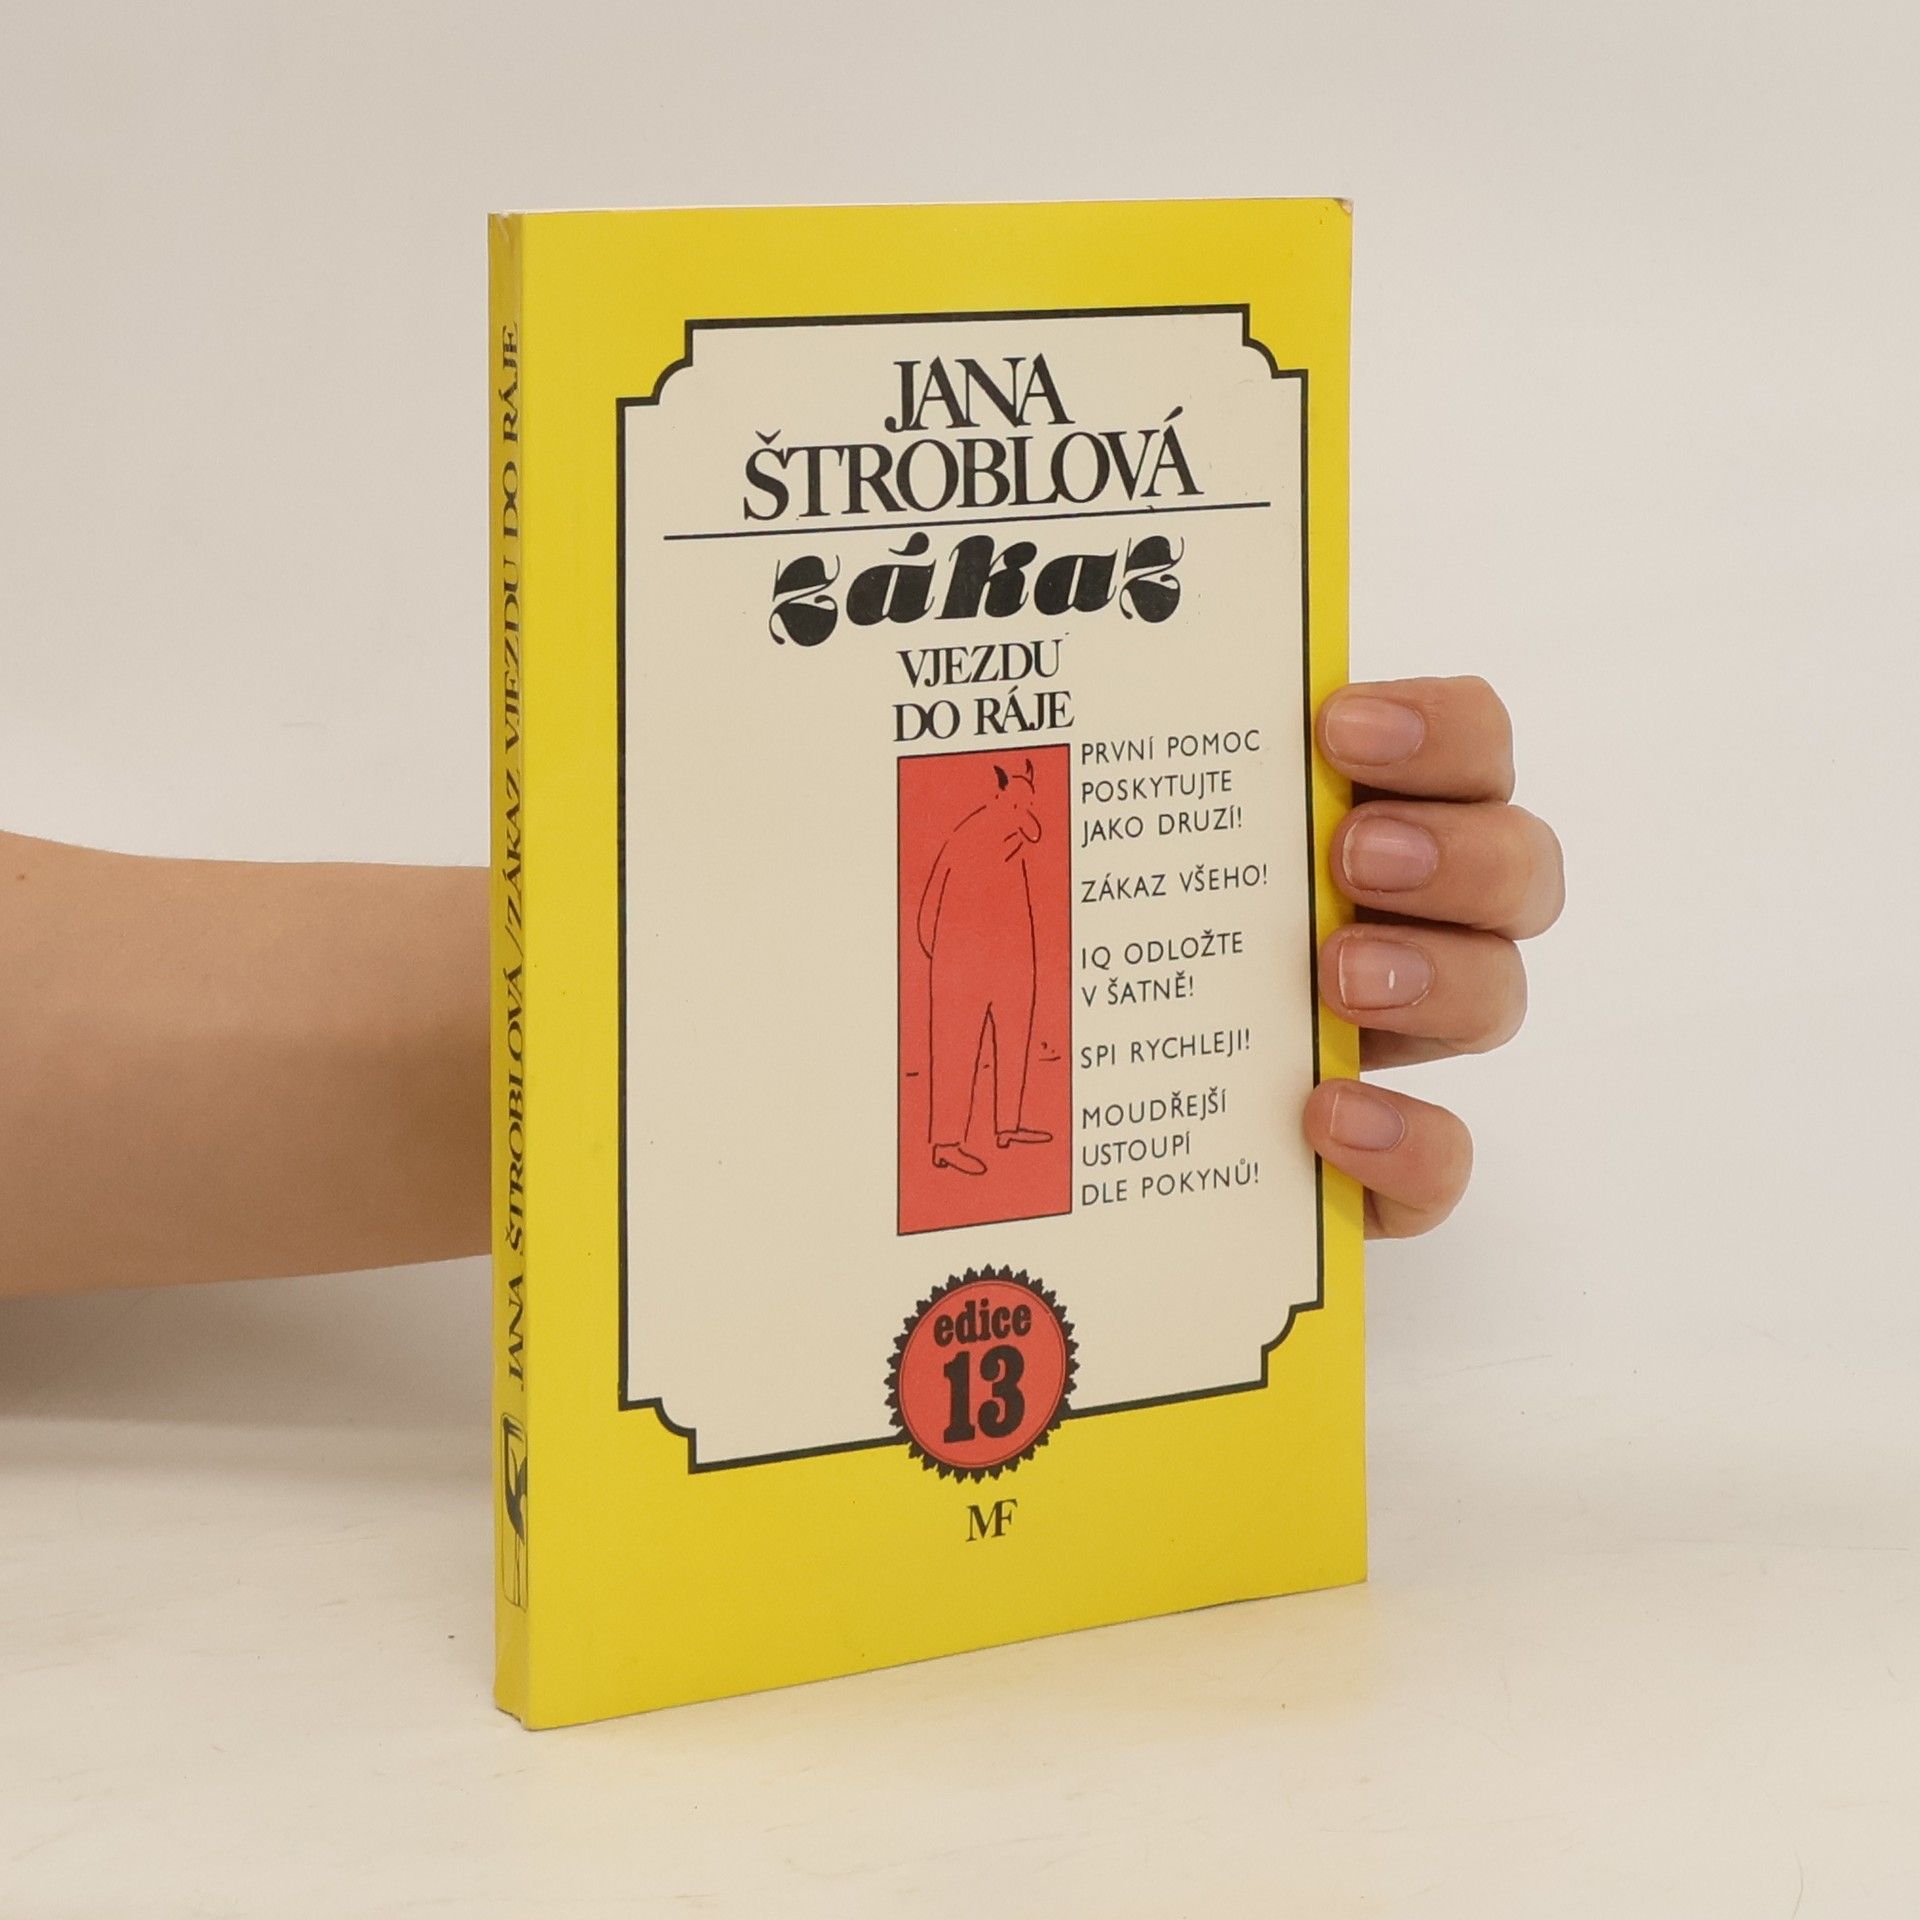 JANA ŠTROBLOVÁ/ZÁKAZ VJEZDU DO RÁJE
JANA
ŠTROBLOVÁ
zákaz
VJEZDU
DO RÁJE
PRVNÍ POMOC
POSKYTUJTE
JAKO DRUZÍ!
ZÁKAZ VŠEHO!
IQ ODLOŽTE
V ŠATNĚ!
SPI RYCHLEJI!
MOUDŘEJŠÍ
USTOUPÍ
DLE POKYNŮ!
edice
13
MF